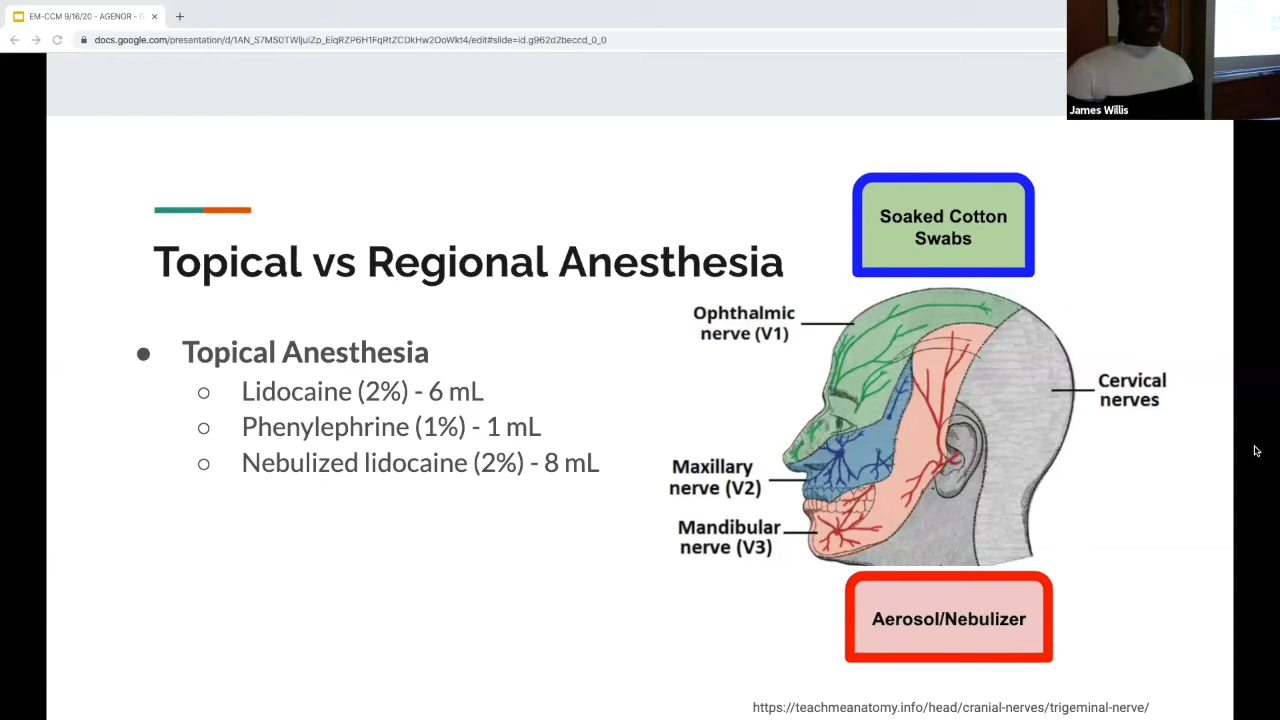 EM-CCM 9/16/20 - AGENOR - G
docs.google.com/presentation/d/1AN_S7MS0TWljuIZp_EiqRZP6H1FqRtZCDkHw2OoWkt4/edit#slide=id.g962d2beccd_0_0
James Willis
Soaked Cotton
Swabs
Topical vs Regional Anesthesia
Ophthalmic
nerve (V1)
● Topical Anesthesia
○ Lidocaine (2%) - 6 mL
○ Phenylephrine (1%) - 1 mL
○ Nebulized lidocaine (2%) - 8 mL
Cervical
nerves
Maxillary
nerve (V2)
Mandibular
nerve (V3)
Aerosol/Nebulizer
https://teachmeanatomy.info/head/cranial-nerves/trigeminal-nerve/